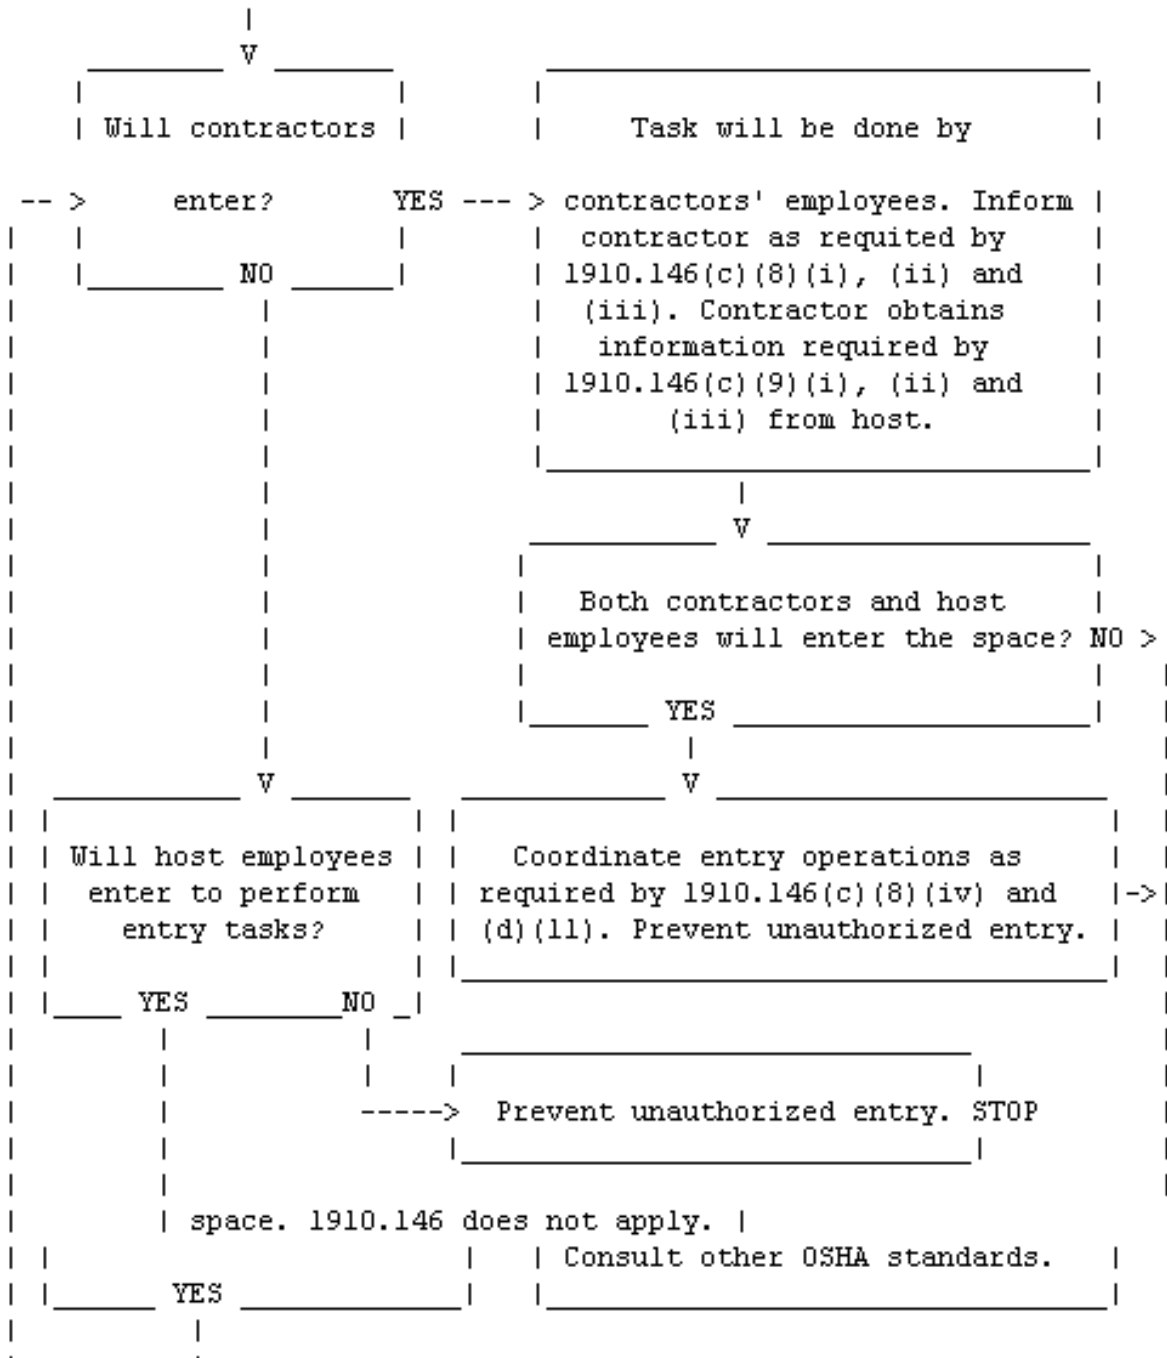 Will contractors
enter? YES
NO
Task will be done by
contractors' employees. Inform
contractor as requited by
1910.146(c)(8)(i), (ii) and
(iii). Contractor obtains
information required by
1910.146(c)(9)(i), (ii) and
(iii) from host.
Both contractors and host
employees will enter the space? NO
YES
Will host employees
enter to perform
entry tasks?
YES NO
Coordinate entry operations as
required by 1910.146(c)(8)(iv) and
(d)(ll). Prevent unauthorized entry.
Prevent unauthorized entry. STOP
space. 1910.146 does not apply.
Consult other OSHA standards.
YES